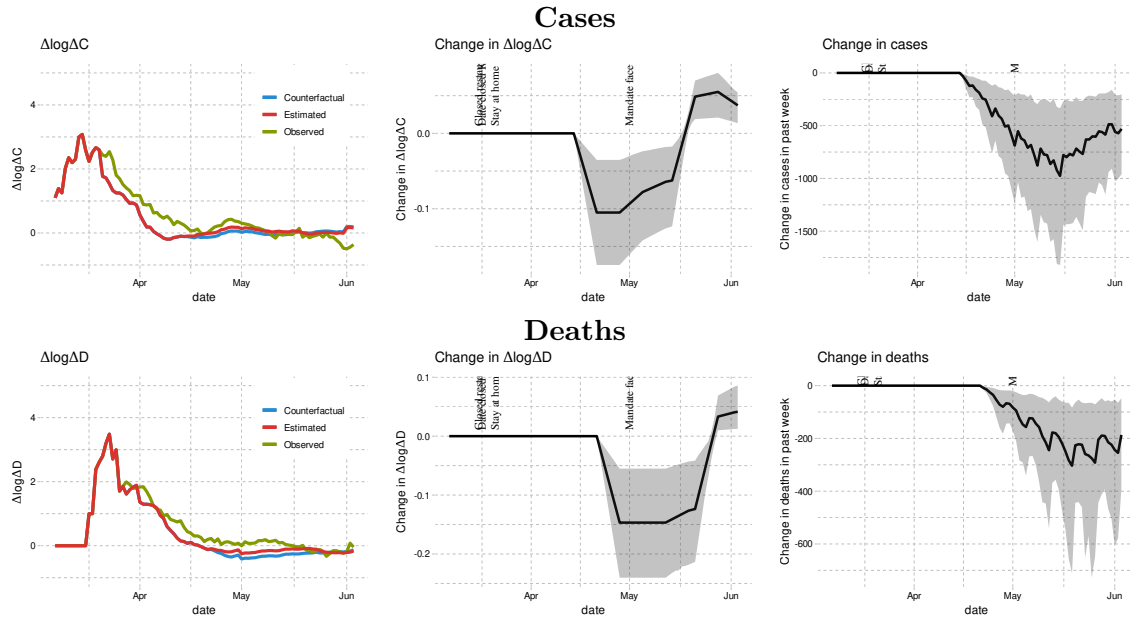 Cases
ΔlogΔC
Change in ΔlogΔC
Change in cases
Counterfactual
Estimated
Observed
Stay at home
Mandate face
St
M
4
2
0
ΔlogΔC
0.0
-0.1
Change in ΔlogΔC
0
-500
-1000
-1500
Change in cases in past week
Apr May Jun
date
Apr May Jun
date
Apr May Jun
date
Deaths
ΔlogΔD
Change in ΔlogΔD
Change in deaths
Counterfactual
Estimated
Observed
Stay at hom
Mandate fac
St
M
4
2
0
ΔlogΔD
0.1
0.0
-0.1
-0.2
Change in ΔlogΔD
0
-200
-400
-600
Change in deaths in past week
Apr May Jun
date
Apr May Jun
date
Apr May Jun
date